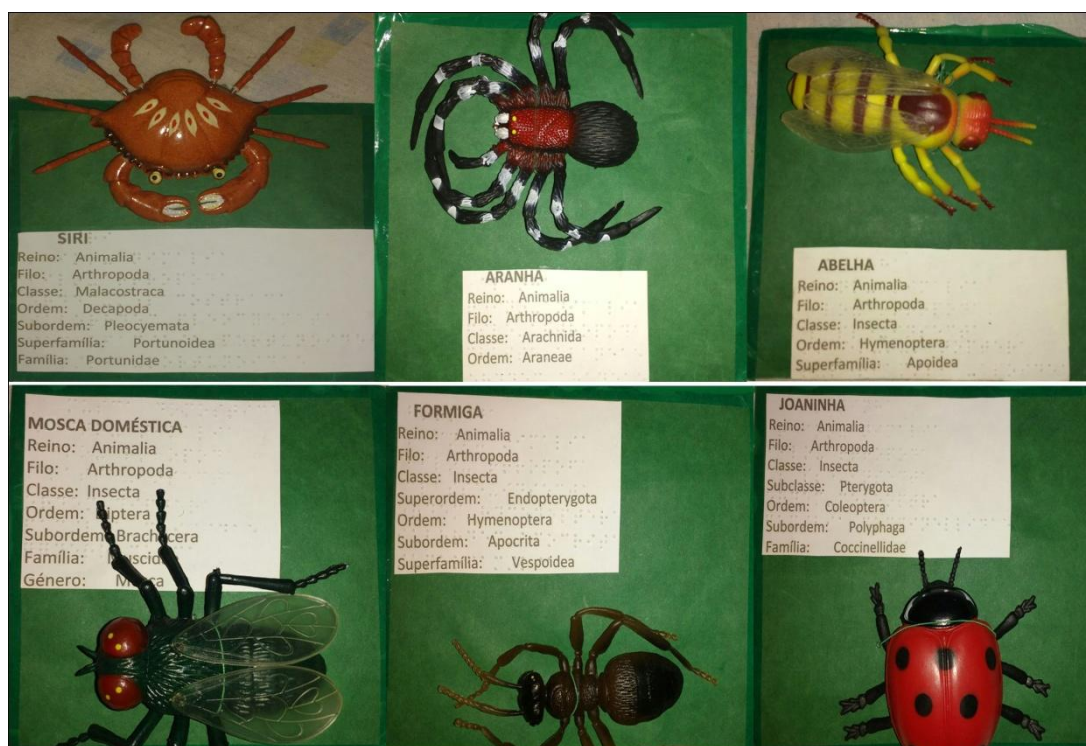 SIRI
Reino: Animalia
Filo: Arthropoda
Classe: Malacostraca
Ordem: Decapoda
Subordem: Pleocyemata
Superfamília: Portunoidea
Família: Portunidae
ARANHA
Reino: Animalia
Filo: Arthropoda
Classe: Arachnida
Ordem: Araneae
ABELHA
Reino: Animalia
Filo: Arthropoda
Classe: Insecta
Ordem: Hymenoptera
Superfamília: Apoidea
MOSCA DOMÉSTICA
Reino: Animalia
Filo: Arthropoda
Classe: Insecta
Ordem: Diptera
Subordem: Brachycera
Família: Muscidae
Género: Musca
FORMIGA
Reino: Animalia
Filo: Arthropoda
Classe: Insecta
Superordem: Endopterygota
Ordem: Hymenoptera
Subordem: Apocrita
Superfamília: Vespoidea
JOANINHA
Reino: Animalia
Filo: Arthropoda
Classe: Insecta
Subclasse: Pterygota
Ordem: Coleoptera
Subordem: Polyphaga
Família: Coccinellidae